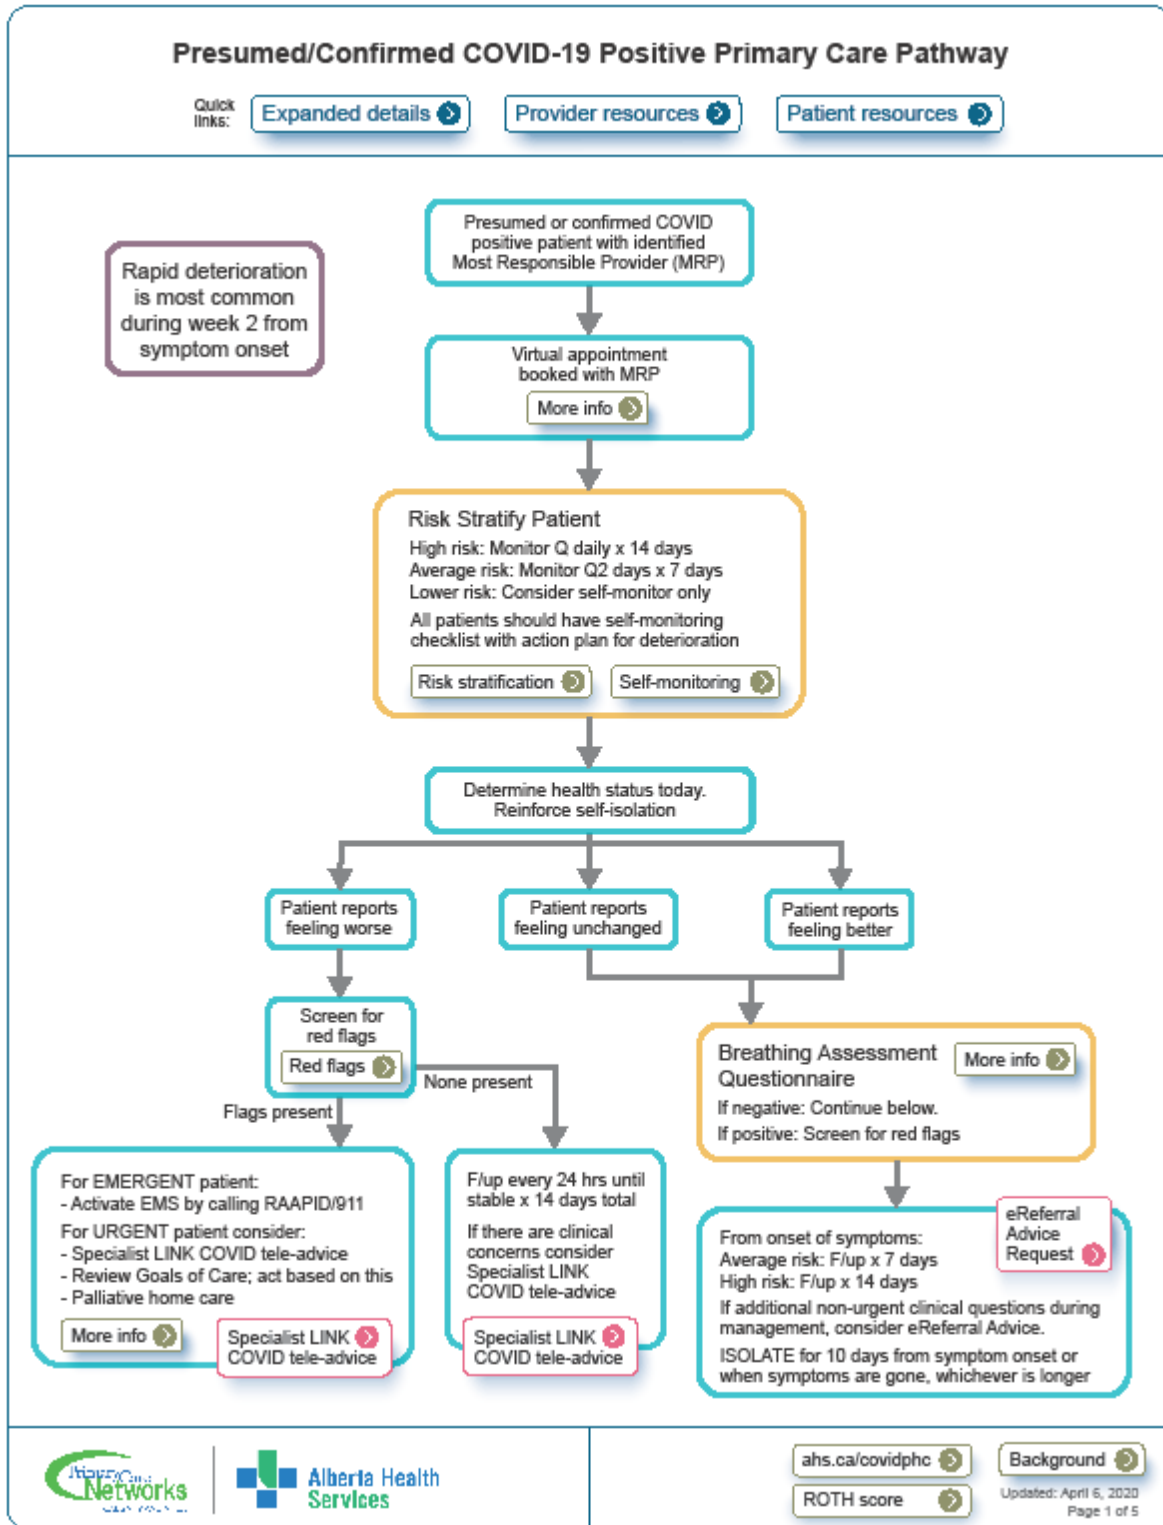 Presumed/Confirmed COVID-19 Positive Primary Care Pathway
Quick
links:
Expanded details
Provider resources
Patient resources
Rapid deterioration
is most common
during week 2 from
symptom onset
Presumed or confirmed COVID
positive patient with identified
Most Responsible Provider (MRP)
Virtual appointment
booked with MRP
More info
Risk Stratify Patient
High risk: Monitor Q daily x 14 days
Average risk: Monitor Q2 days x 7 days
Lower risk: Consider self-monitor only
All patients should have self-monitoring
checklist with action plan for deterioration
Risk stratification
Self-monitoring
Determine health status today.
Reinforce self-isolation
Patient reports
feeling worse
Patient reports
feeling unchanged
Patient reports
feeling better
Screen for
red flags
Red flags
None present
Flags present
Breathing Assessment
Questionnaire
More info
If negative: Continue below.
If positive: Screen for red flags
For EMERGENT patient:
- Activate EMS by calling RAAPID/911
For URGENT patient consider:
- Specialist LINK COVID tele-advice
- Review Goals of Care; act based on this
- Palliative home care
More info
Specialist LINK
COVID tele-advice
F/up every 24 hrs until
stable x 14 days total
If there are clinical
concerns consider
Specialist LINK
COVID tele-advice
Specialist LINK
COVID tele-advice
eReferral
Advice
Request
From onset of symptoms:
Average risk: F/up x 7 days
High risk: F/up x 14 days
If additional non-urgent clinical questions during
management, consider eReferral Advice.
ISOLATE for 10 days from symptom onset or
when symptoms are gone, whichever is longer
Primary Care
Networks
Alberta Health
Services
ahs.ca/covidphc
ROTH score
Background
Updated: April 6, 2020
Page 1 of 5